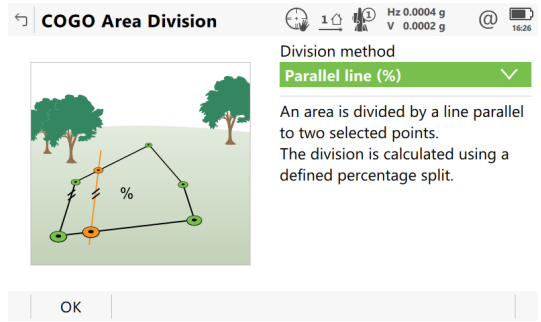 COGO Area Division
1
1
Hz 0.0004 g
V 0.0002 g
@
16:26
Division method
Parallel line (%)
An area is divided by a line parallel
to two selected points.
The division is calculated using a
defined percentage split.
%
OK